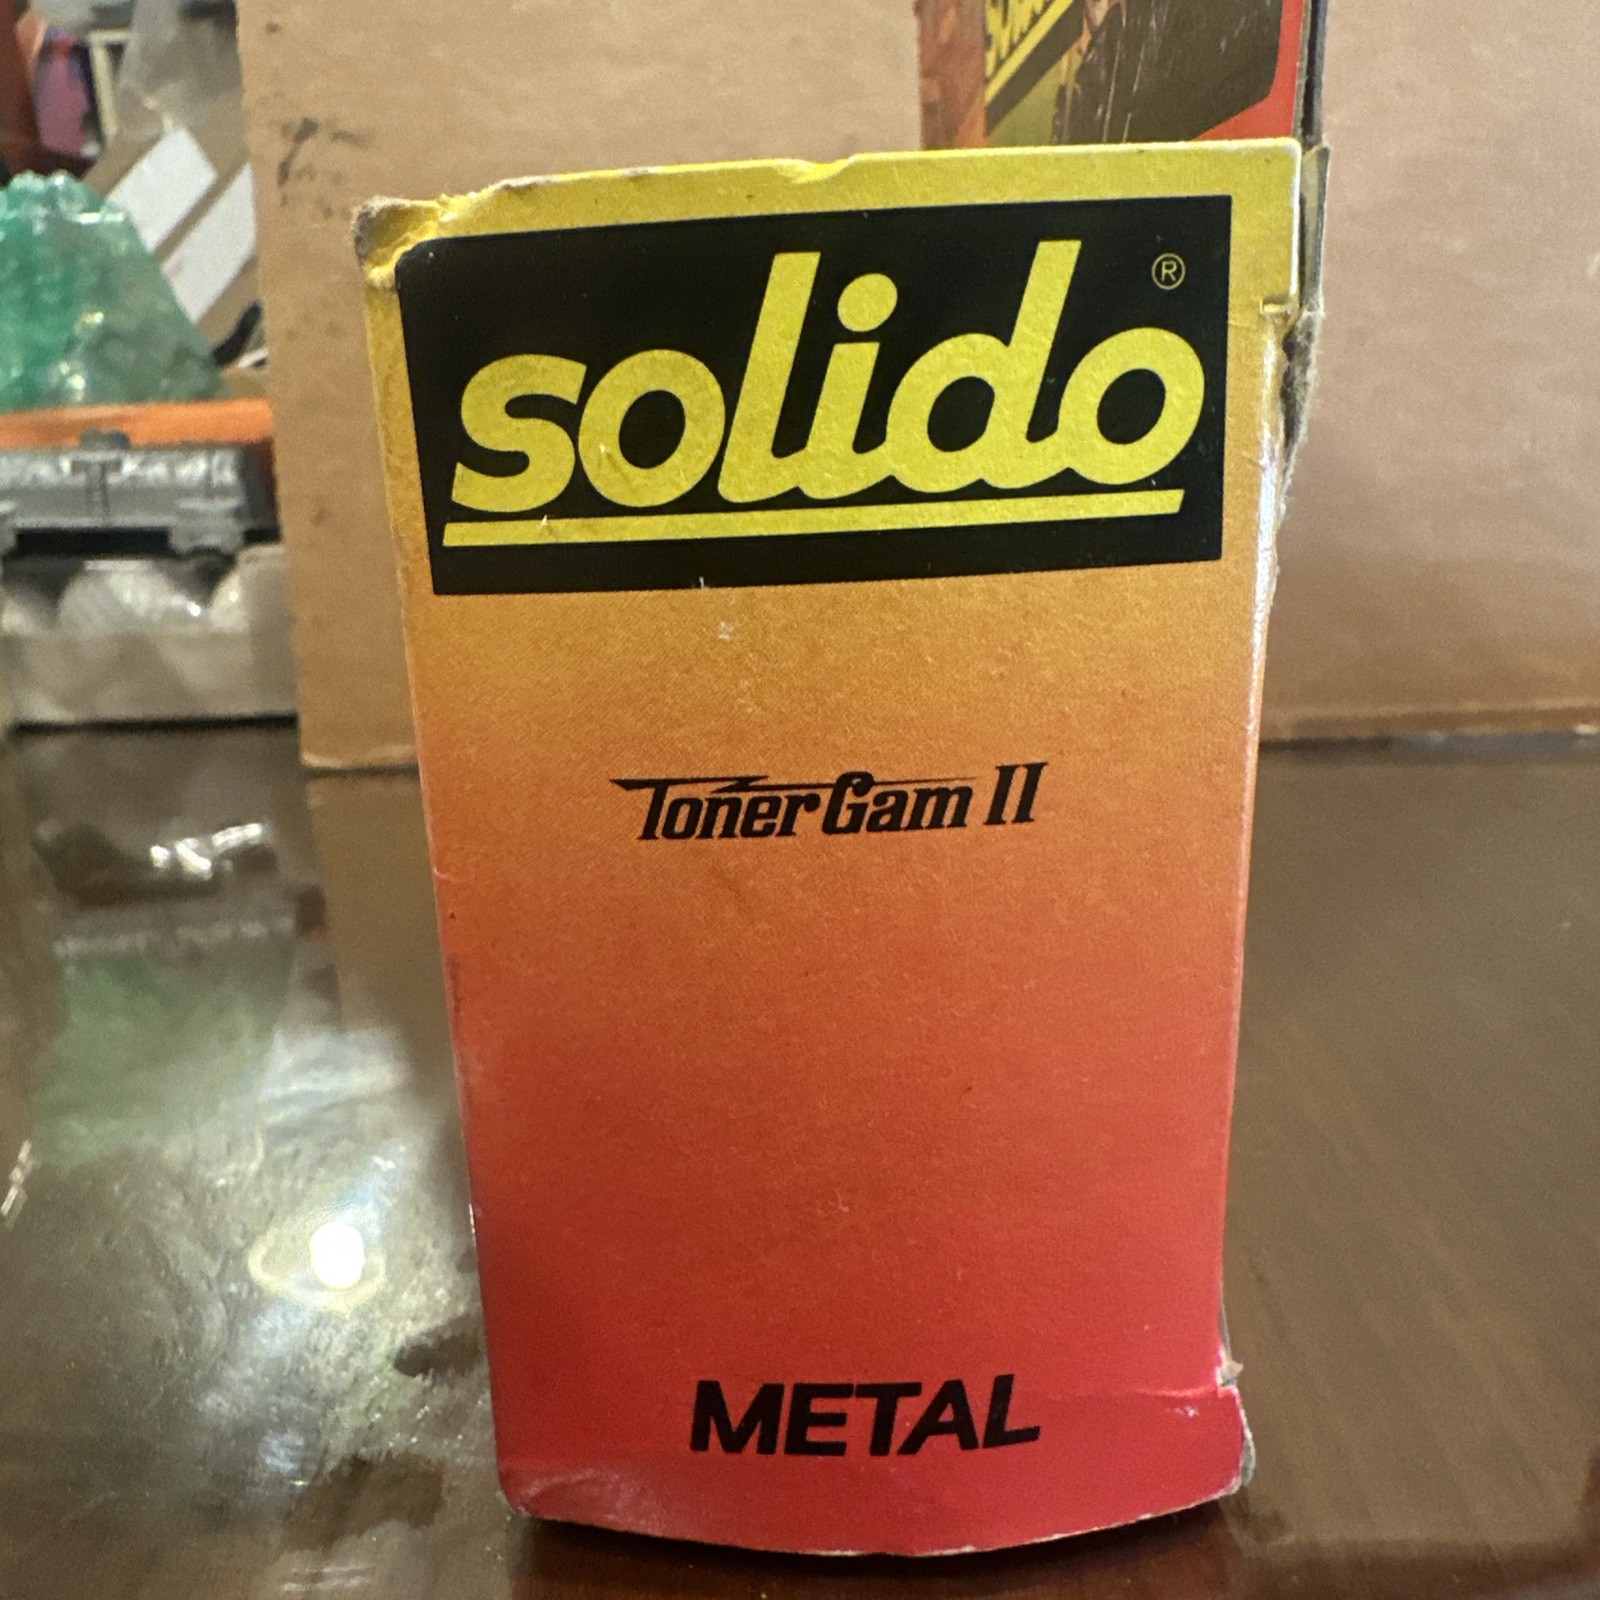 solido®
TonerGam II
METAL